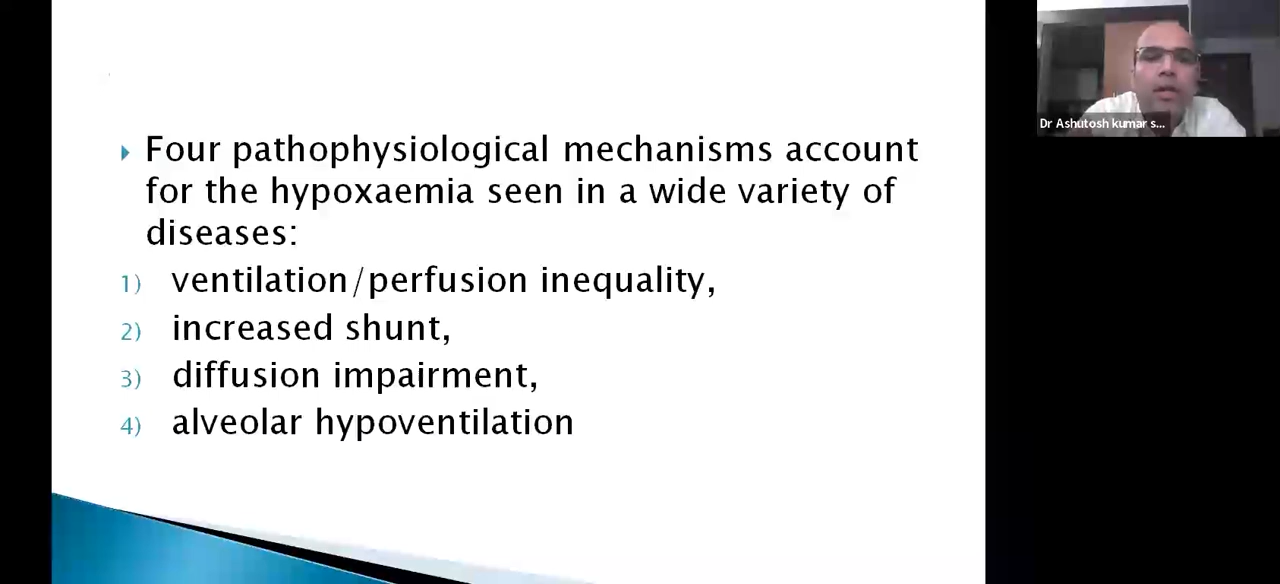 Four pathophysiological mechanisms account
for the hypoxaemia seen in a wide variety of
diseases:
1) ventilation/perfusion inequality,
2) increased shunt,
3) diffusion impairment,
4) alveolar hypoventilation
Dr Ashutosh kumar s...